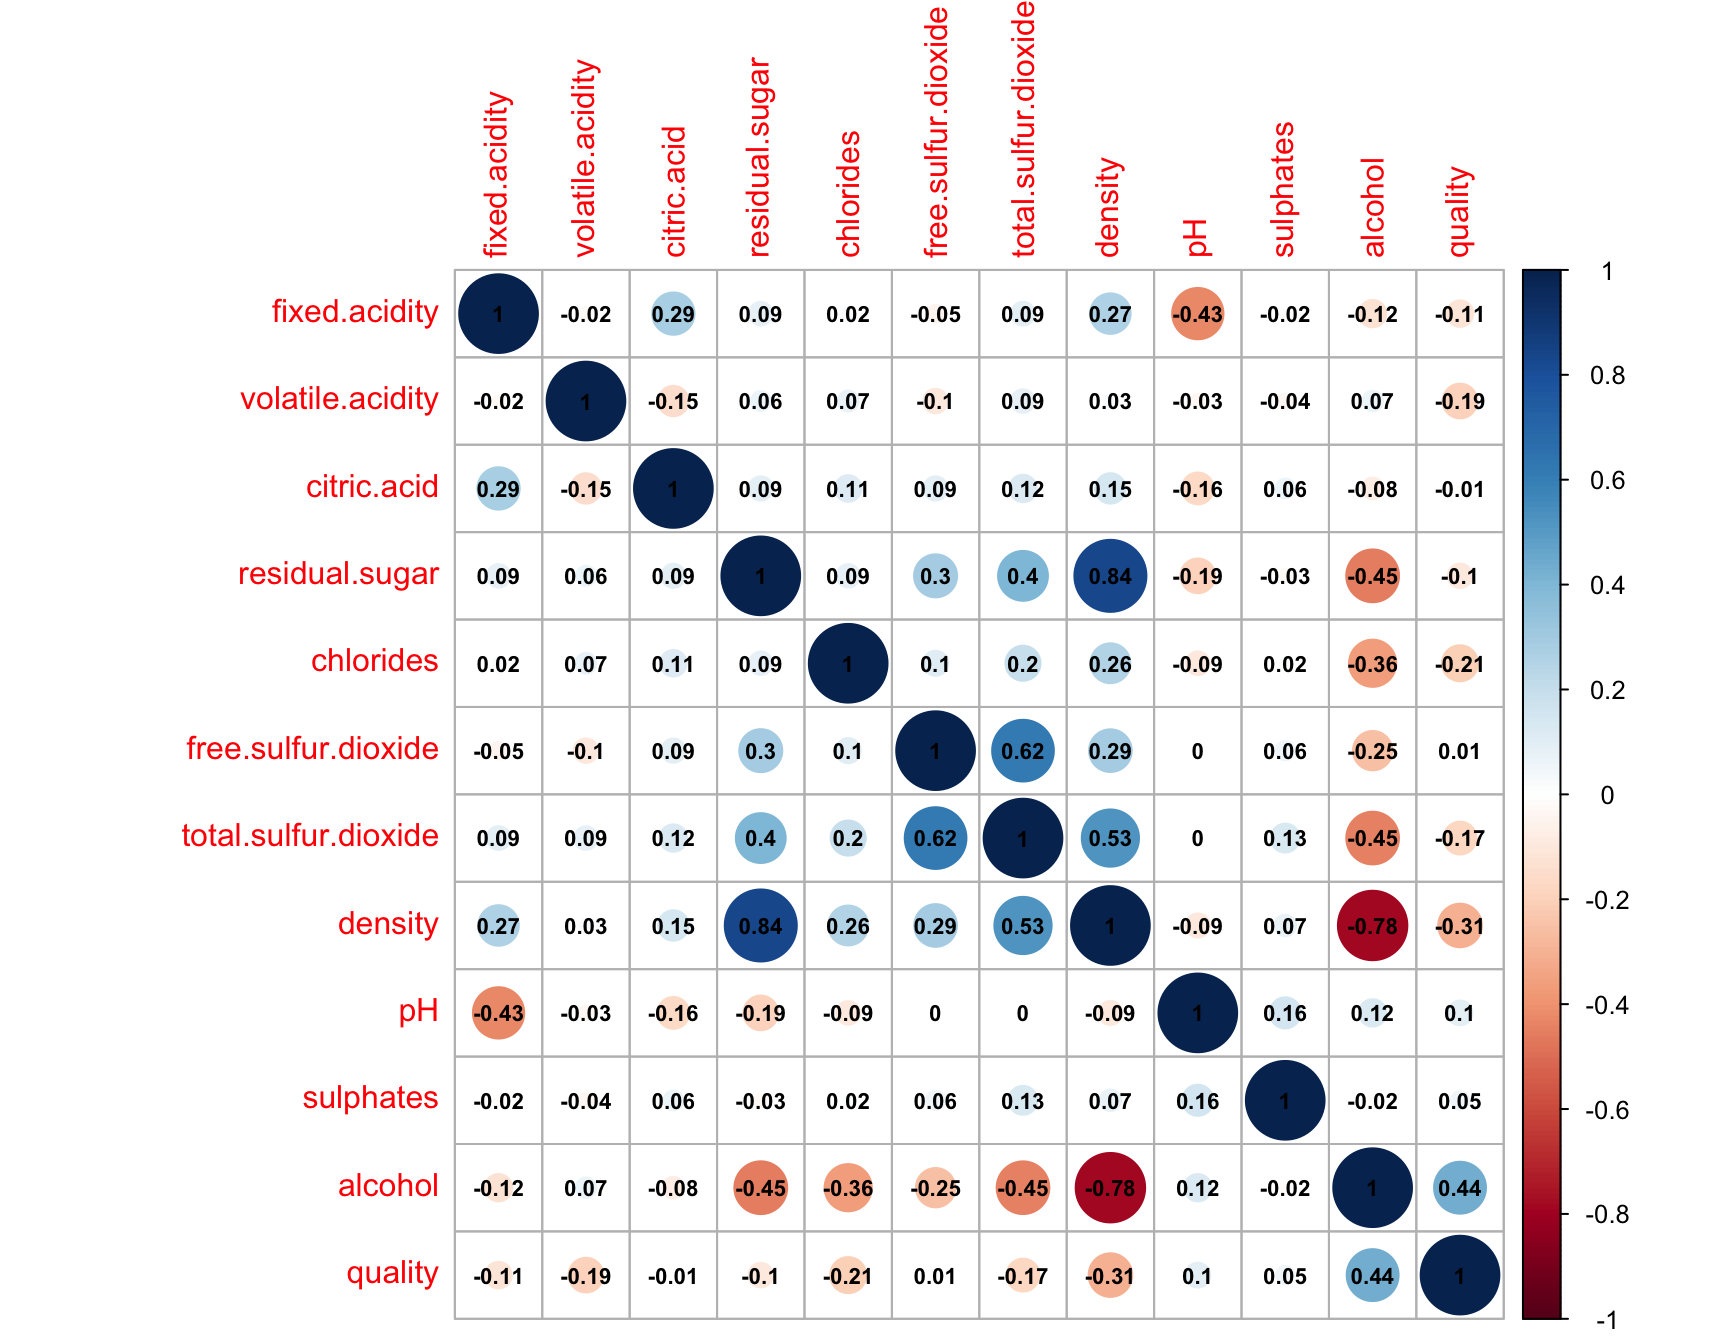 fixed.acidity
volatile.acidity
citric.acid
residual.sugar
chlorides
free.sulfur.dioxide
total.sulfur.dioxide
density
pH
sulphates
alcohol
quality
fixed.acidity 1 -0.02 0.29 0.09 0.02 -0.05 0.09 0.27 -0.43 -0.02 -0.12 -0.11
volatile.acidity -0.02 1 -0.15 0.06 0.07 -0.1 0.09 0.03 -0.03 -0.04 0.07 -0.19
citric.acid 0.29 -0.15 1 0.09 0.11 0.09 0.12 0.15 -0.16 0.06 -0.08 -0.01
residual.sugar 0.09 0.06 0.09 1 0.09 0.3 0.4 0.84 -0.19 -0.03 -0.45 -0.1
chlorides 0.02 0.07 0.11 0.09 1 0.1 0.2 0.26 -0.09 0.02 -0.36 -0.21
free.sulfur.dioxide -0.05 -0.1 0.09 0.3 0.1 1 0.62 0.29 0 0.06 -0.25 0.01
total.sulfur.dioxide 0.09 0.09 0.12 0.4 0.2 0.62 1 0.53 0 0.13 -0.45 -0.17
density 0.27 0.03 0.15 0.84 0.26 0.29 0.53 1 -0.09 0.07 -0.78 -0.31
pH -0.43 -0.03 -0.16 -0.19 -0.09 0 0 -0.09 1 0.16 0.12 0.1
sulphates -0.02 -0.04 0.06 -0.03 0.02 0.06 0.13 0.07 0.16 1 -0.02 0.05
alcohol -0.12 0.07 -0.08 -0.45 -0.36 -0.25 -0.45 -0.78 0.12 -0.02 1 0.44
quality -0.11 -0.19 -0.01 -0.1 -0.21 0.01 -0.17 -0.31 0.1 0.05 0.44 1
1
0.8
0.6
0.4
0.2
0
-0.2
-0.4
-0.6
-0.8
-1